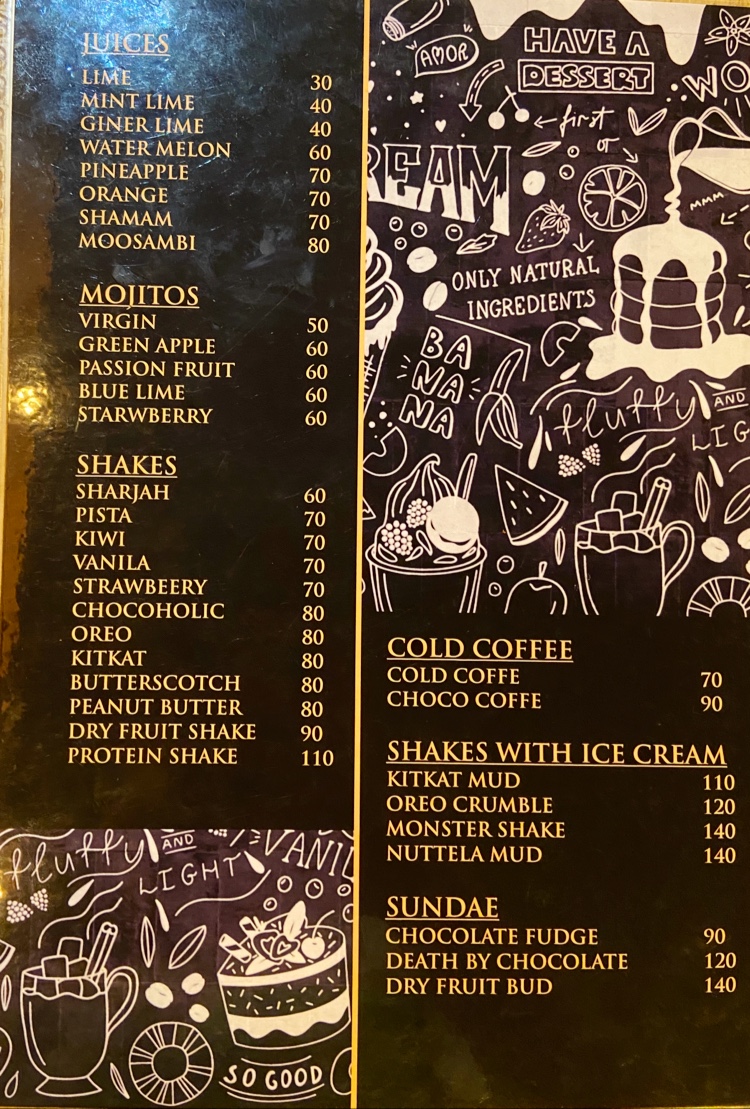 JUICES
LIME 30
MINT LIME 40
GINER LIME 40
WATER MELON 60
PINEAPPLE 70
ORANGE 70
SHAMAM 70
MOOSAMBI 80
MOJITOS
VIRGIN 50
GREEN APPLE 60
PASSION FRUIT 60
BLUE LIME 60
STARWBERRY 60
SHAKES
SHARJAH 60
PISTA 70
KIWI 70
VANILA 70
STRAWBEERY 70
CHOCOHOLIC 80
OREO 80
KITKAT 80
BUTTERSCOTCH 80
PEANUT BUTTER 80
DRY FRUIT SHAKE 90
PROTEIN SHAKE 110
fluffy AND
LIGHT
VANIL
SO GOOD
AMOR
HAVE A
DESSERT
WO
first
or
REAM
MMM
ONLY NATURAL
INGREDIENTS
BA
NA
NA
fluffy AND
LIG
COLD COFFEE
COLD COFFE 70
CHOCO COFFE 90
SHAKES WITH ICE CREAM
KITKAT MUD 110
OREO CRUMBLE 120
MONSTER SHAKE 140
NUTTELA MUD 140
SUNDAE
CHOCOLATE FUDGE 90
DEATH BY CHOCOLATE 120
DRY FRUIT BUD 140